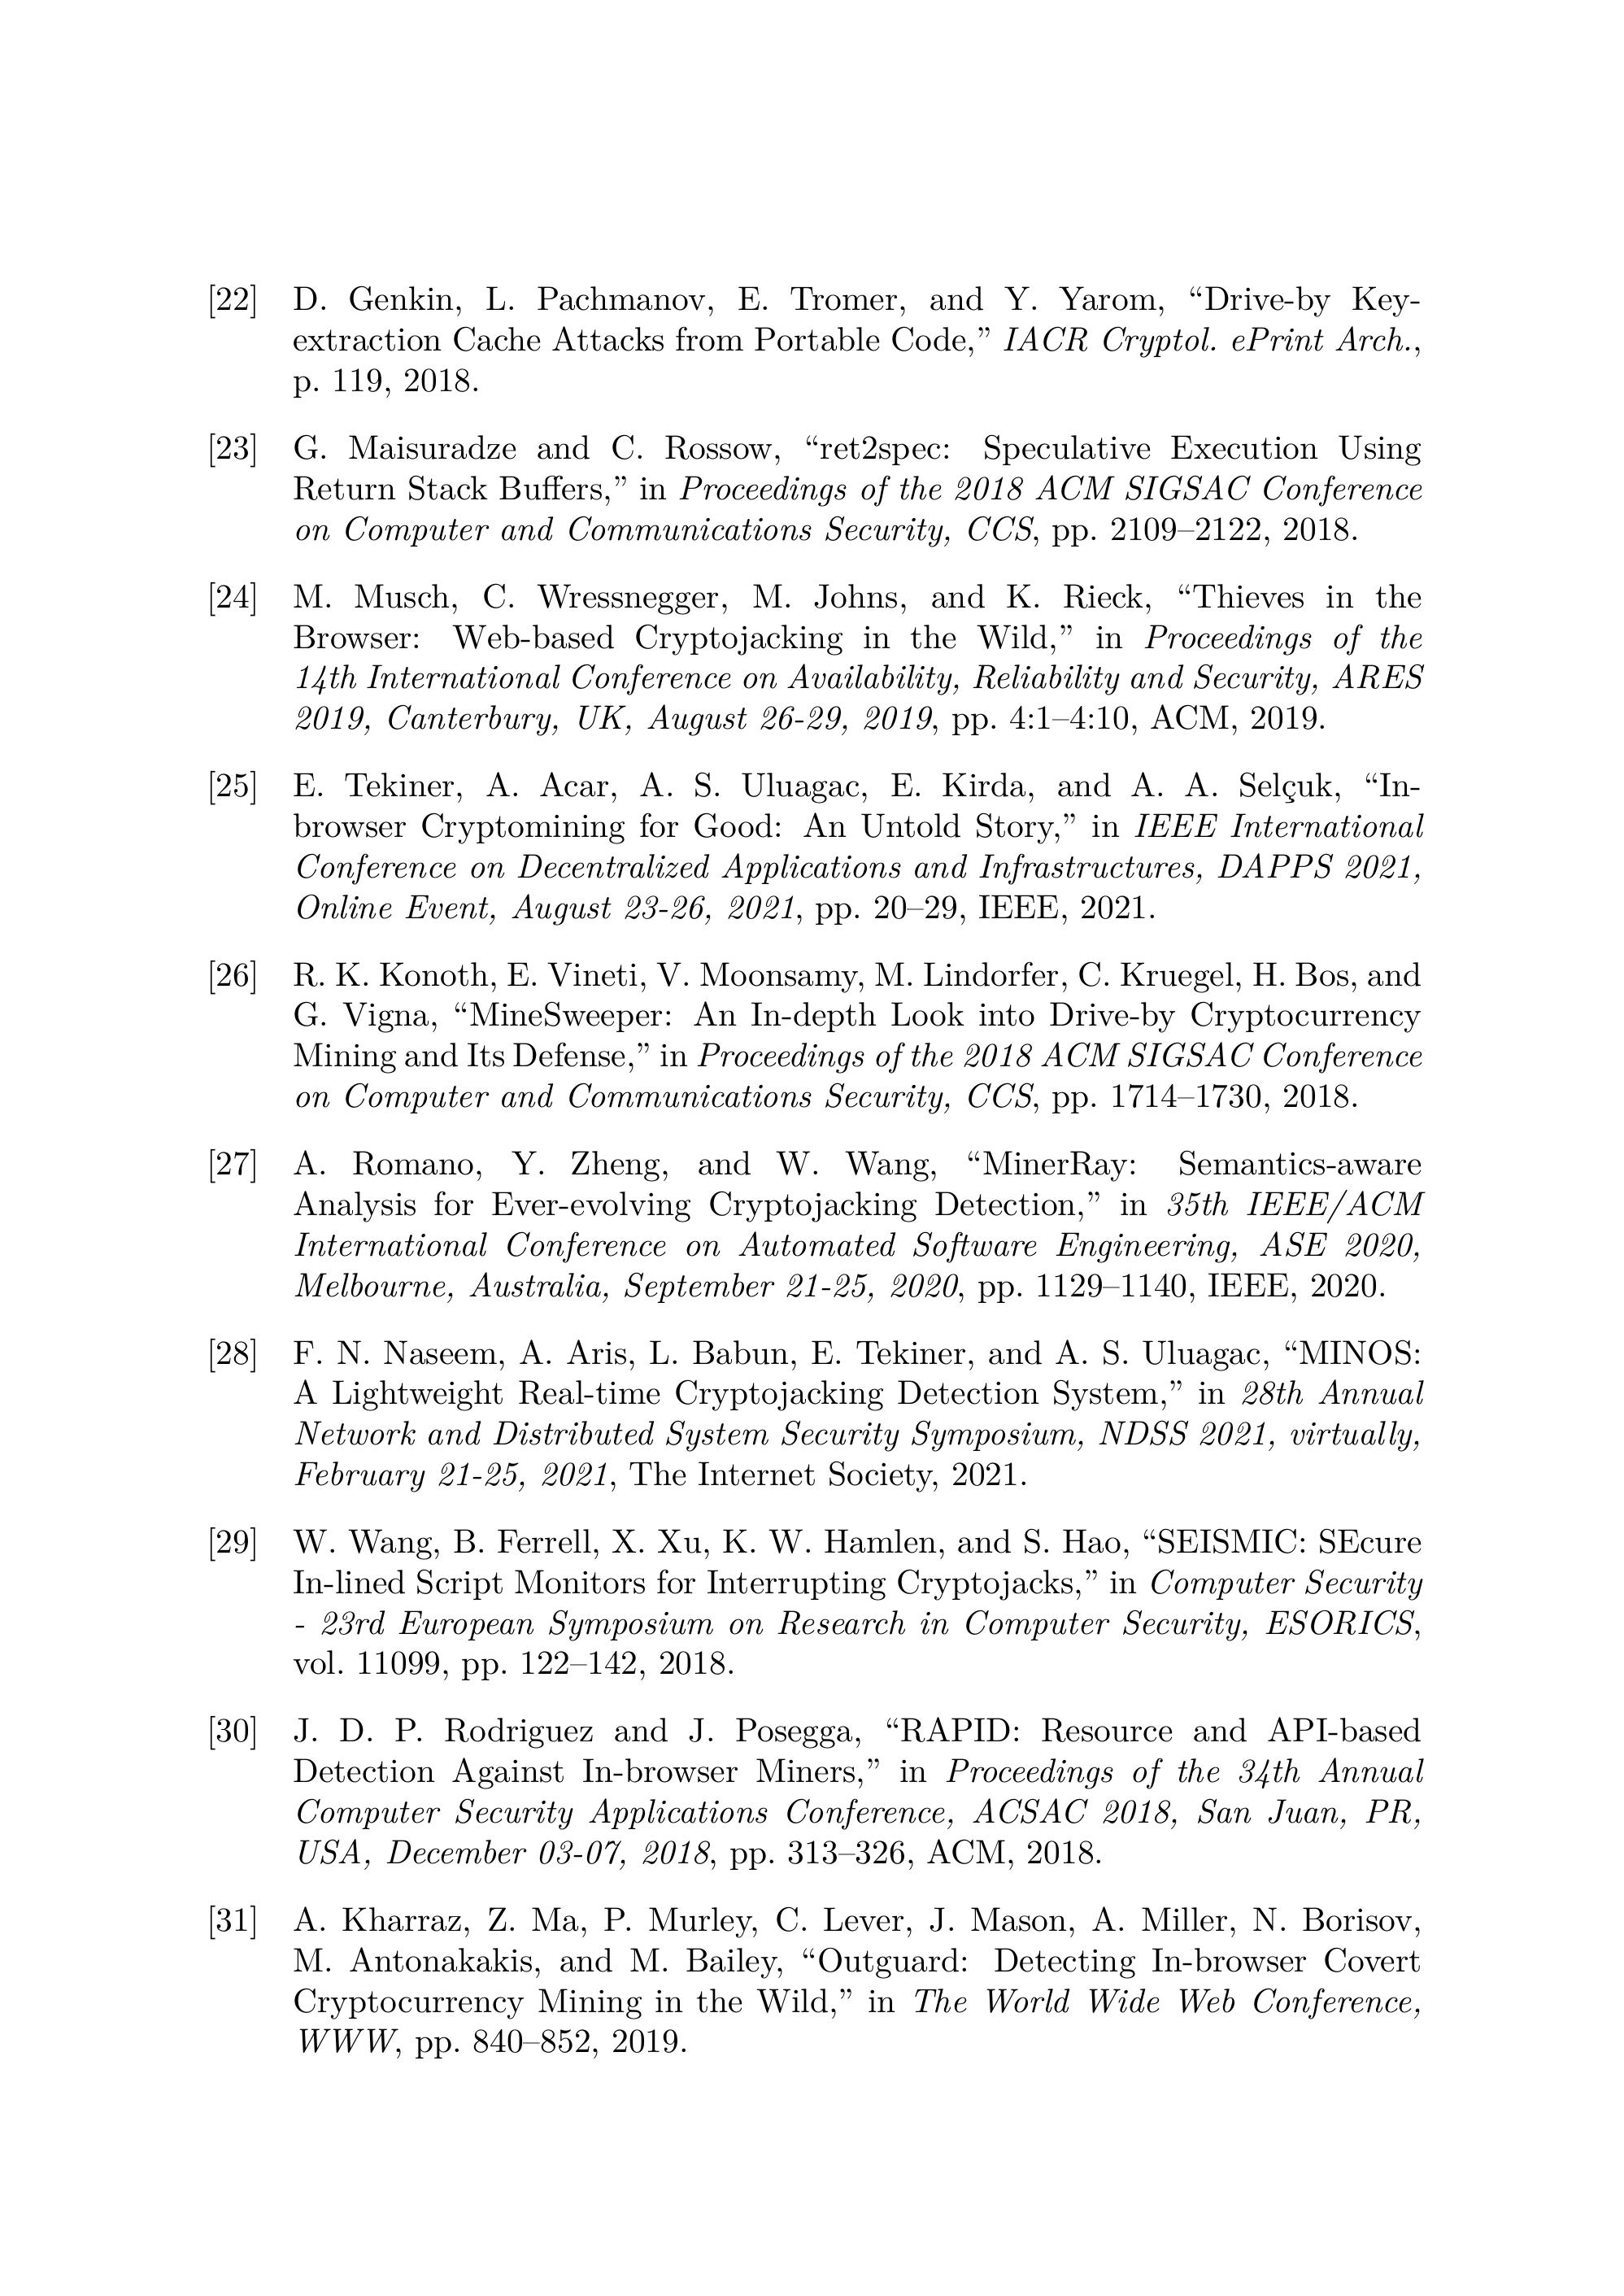 [22] D. Genkin, L. Pachmanov, E. Tromer, and Y. Yarom, “Drive-by Key-
extraction Cache Attacks from Portable Code,” IACR Cryptol. ePrint Arch.,
p. 119, 2018.
[23] G. Maisuradze and C. Rossow, “ret2spec: Speculative Execution Using
Return Stack Buffers,” in Proceedings of the 2018 ACM SIGSAC Conference
on Computer and Communications Security, CCS, pp. 2109–2122, 2018.
[24] M. Musch, C. Wressnegger, M. Johns, and K. Rieck, “Thieves in the
Browser: Web-based Cryptojacking in the Wild,” in Proceedings of the
14th International Conference on Availability, Reliability and Security, ARES
2019, Canterbury, UK, August 26-29, 2019, pp. 4:1–4:10, ACM, 2019.
[25] E. Tekiner, A. Acar, A. S. Uluagac, E. Kirda, and A. A. Selçuk, “In-
browser Cryptomining for Good: An Untold Story,” in IEEE International
Conference on Decentralized Applications and Infrastructures, DAPPS 2021,
Online Event, August 23-26, 2021, pp. 20–29, IEEE, 2021.
[26] R. K. Konoth, E. Vineti, V. Moonsamy, M. Lindorfer, C. Kruegel, H. Bos, and
G. Vigna, “MineSweeper: An In-depth Look into Drive-by Cryptocurrency
Mining and Its Defense,” in Proceedings of the 2018 ACM SIGSAC Conference
on Computer and Communications Security, CCS, pp. 1714–1730, 2018.
[27] A. Romano, Y. Zheng, and W. Wang, “MinerRay: Semantics-aware
Analysis for Ever-evolving Cryptojacking Detection,” in 35th IEEE/ACM
International Conference on Automated Software Engineering, ASE 2020,
Melbourne, Australia, September 21-25, 2020, pp. 1129–1140, IEEE, 2020.
[28] F. N. Naseem, A. Aris, L. Babun, E. Tekiner, and A. S. Uluagac, “MINOS:
A Lightweight Real-time Cryptojacking Detection System,” in 28th Annual
Network and Distributed System Security Symposium, NDSS 2021, virtually,
February 21-25, 2021, The Internet Society, 2021.
[29] W. Wang, B. Ferrell, X. Xu, K. W. Hamlen, and S. Hao, “SEISMIC: SEcure
In-lined Script Monitors for Interrupting Cryptojacks,” in Computer Security
- 23rd European Symposium on Research in Computer Security, ESORICS,
vol. 11099, pp. 122–142, 2018.
[30] J. D. P. Rodriguez and J. Posegga, “RAPID: Resource and API-based
Detection Against In-browser Miners,” in Proceedings of the 34th Annual
Computer Security Applications Conference, ACSAC 2018, San Juan, PR,
USA, December 03-07, 2018, pp. 313–326, ACM, 2018.
[31] A. Kharraz, Z. Ma, P. Murley, C. Lever, J. Mason, A. Miller, N. Borisov,
M. Antonakakis, and M. Bailey, “Outguard: Detecting In-browser Covert
Cryptocurrency Mining in the Wild,” in The World Wide Web Conference,
WWW, pp. 840–852, 2019.